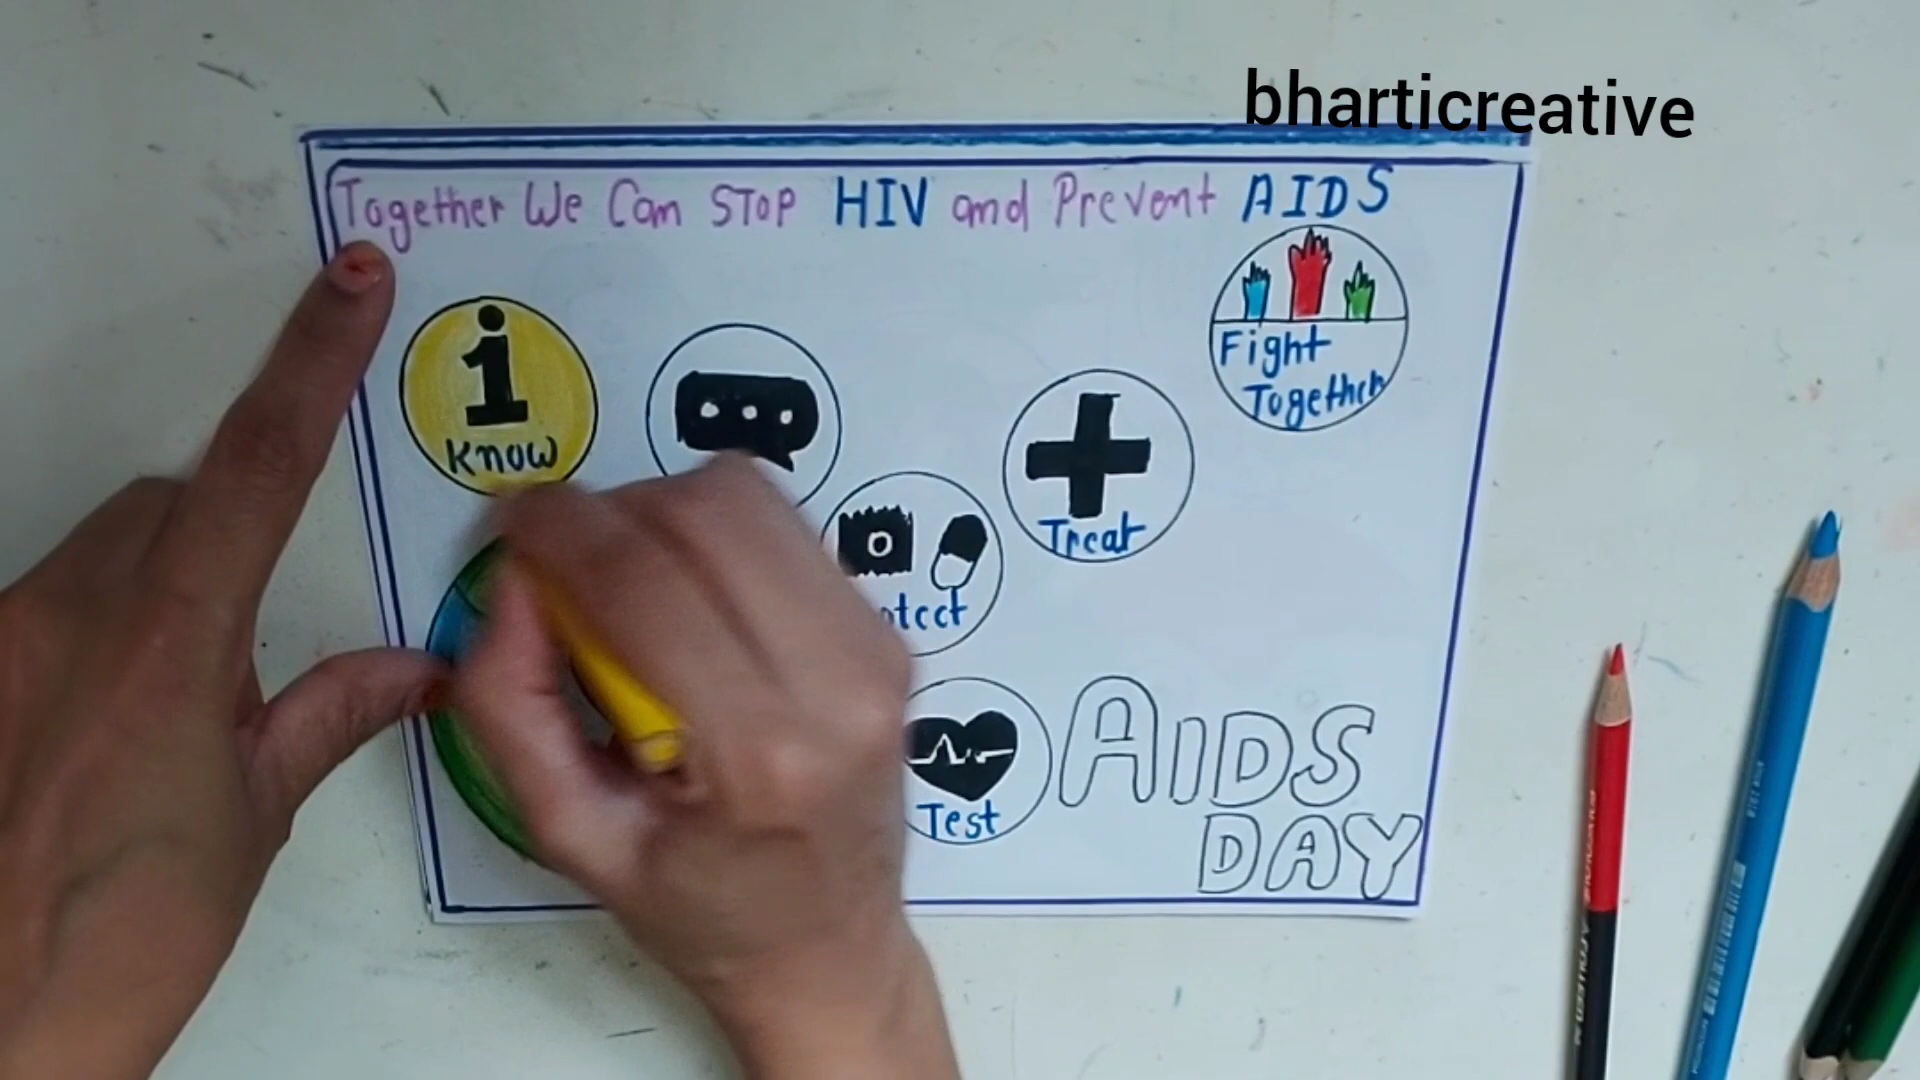 bharticreative
Together We Can STOP HIV and Prevent AIDS
Know
Fight
Together
Treat
Test
AIDS
DAY